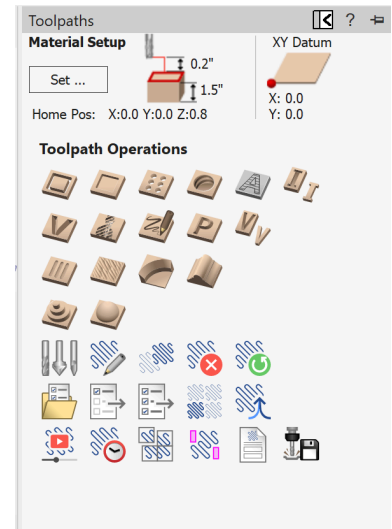 Toolpaths ?
Material Setup
XY Datum
0.2"
Set ...
1.5"
X: 0.0
Home Pos: X:0.0 Y:0.0 Z:0.8
Y: 0.0
Toolpath Operations